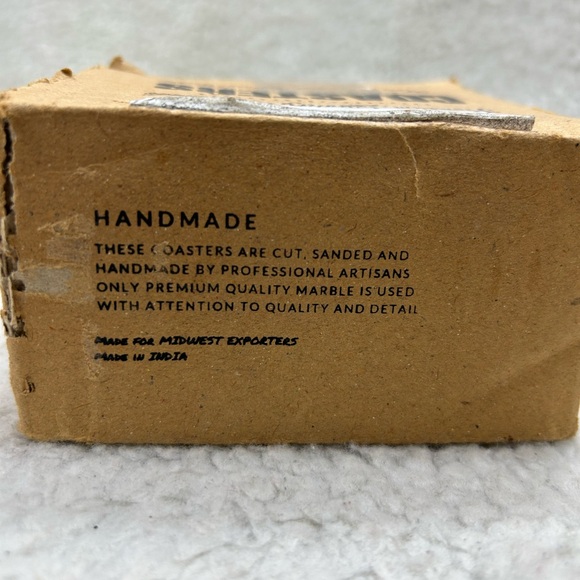 HANDMADE
THESE COASTERS ARE CUT, SANDED AND
HANDMADE BY PROFESSIONAL ARTISANS
ONLY PREMIUM QUALITY MARBLE IS USED
WITH ATTENTION TO QUALITY AND DETAIL
MADE FOR MIDWEST EXPORTERS
MADE IN INDIA